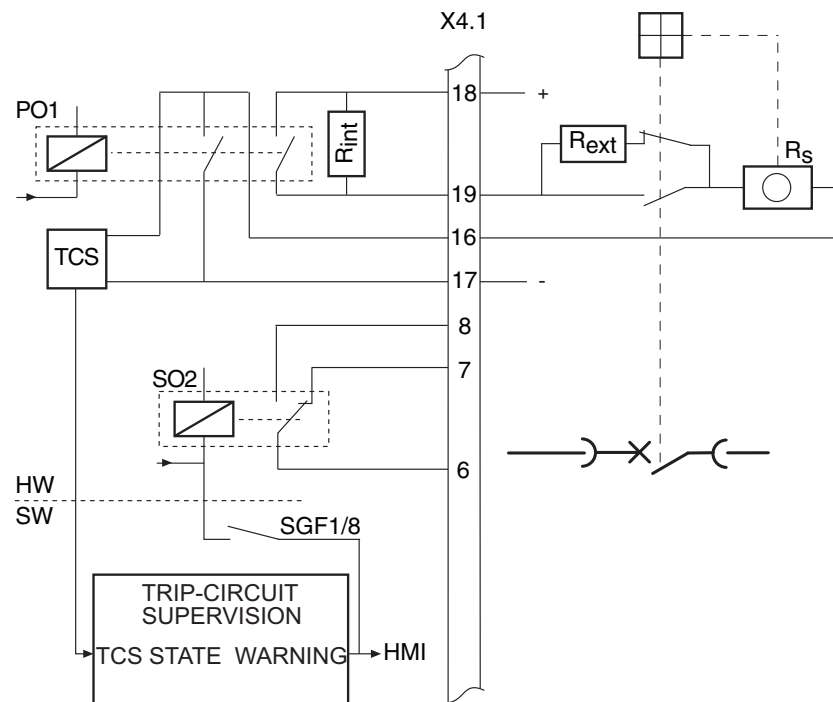 X4.1
18
+
PO1
Rint
Rext
Rs
19
16
TCS
17
-
8
7
SO2
6
HW
SW
SGF1/8
TRIP-CIRCUIT
SUPERVISION
TCS STATE WARNING
HMI